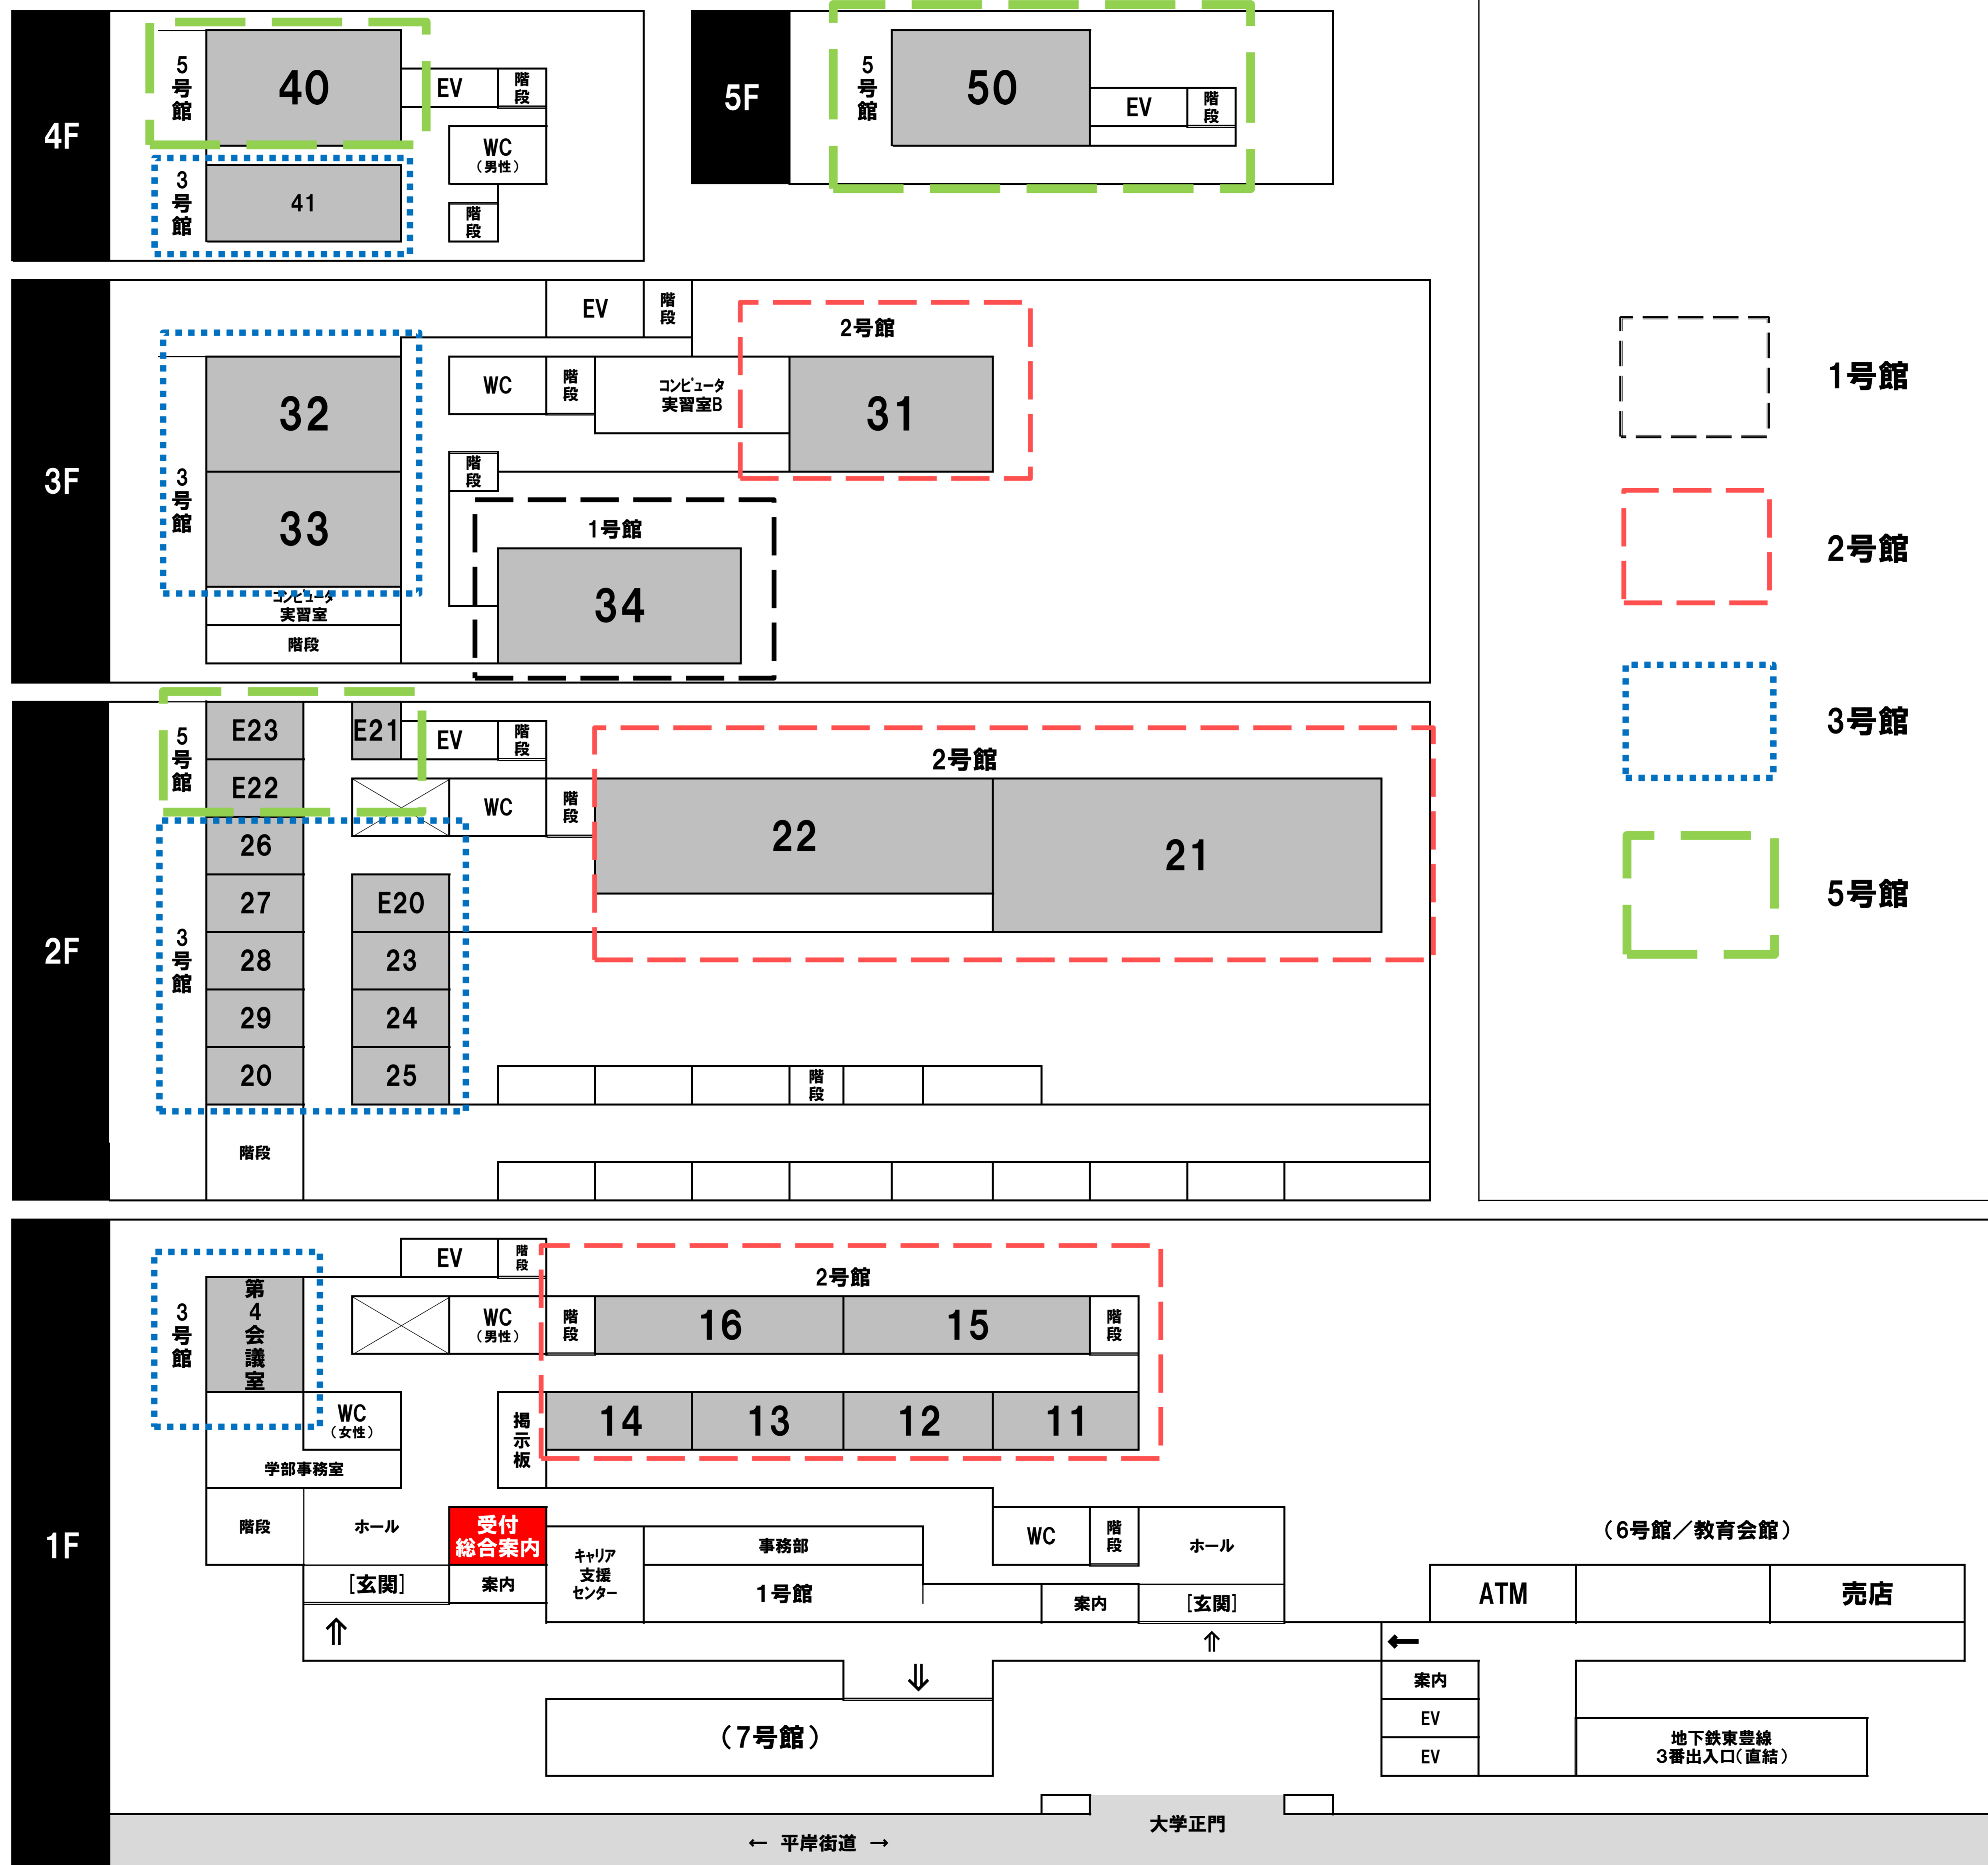 4F
5号館
40
EV
階段
WC
（男性）
3号館
41
階段
5F
5号館
50
EV
階段
3F
EV
階段
2号館
3号館
32
WC
階段
コンピュータ
実習室B
31
33
階段
1号館
34
コンピュータ
実習室
階段
1号館
2号館
3号館
5号館
2F
5号館
E23
E21
EV
階段
E22
WC
階段
2号館
22
21
3号館
26
27
E20
28
23
29
24
20
25
階段
階段
1F
EV
階段
2号館
3号館
第4会議室
WC
（男性）
階段
16
15
階段
WC
（女性）
掲示板
14
13
12
11
学部事務室
階段
ホール
受付
総合案内
キャリア
支援
センター
事務部
WC
階段
ホール
（6号館／教育会館）
[玄関]
案内
1号館
案内
[玄関]
ATM
売店
⇑
⇑
←
⇓
案内
（7号館）
EV
EV
地下鉄東豊線
3番出入口（直結）
大学正門
← 平岸街道 →